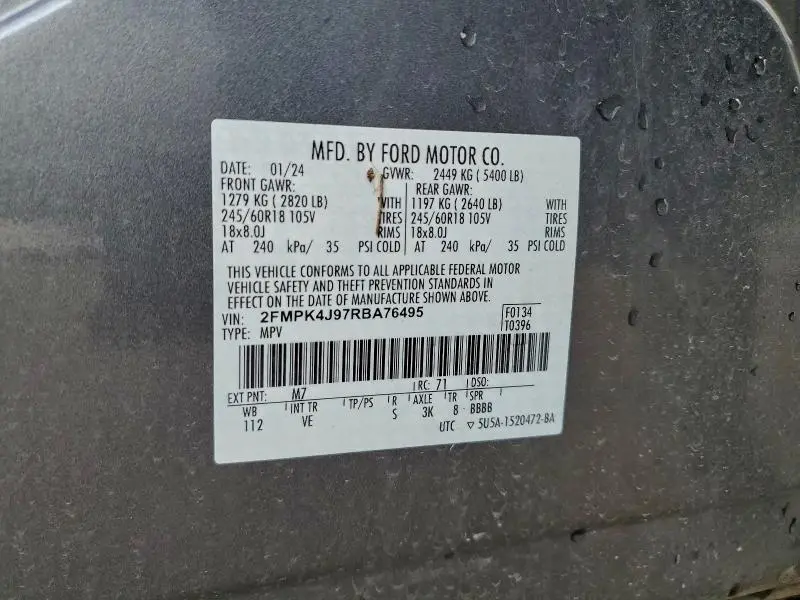 MFD. BY FORD MOTOR CO.
DATE: 01/24 GVWR: 2449 KG ( 5400 LB)
FRONT GAWR: REAR GAWR:
1279 KG ( 2820 LB) WITH 1197 KG ( 2640 LB) WITH
245/60R18 105V TIRES 245/60R18 105V TIRES
18x8.0J RIMS 18x8.0J RIMS
AT 240 kPa/ 35 PSI COLD AT 240 kPa/ 35 PSI COLD
THIS VEHICLE CONFORMS TO ALL APPLICABLE FEDERAL MOTOR
VEHICLE SAFETY AND THEFT PREVENTION STANDARDS IN
EFFECT ON THE DATE OF MANUFACTURE SHOWN ABOVE.
VIN: 2FMPK4J97RBA76495 F0134
TYPE: MPV T0396
EXT PNT: M7 RC: 71 DSO:
WB INT TR TP/PS R AXLE TR SPR
112 VE S 3K 8 BBBB
UTC ▽ 5U5A-1520472-BA